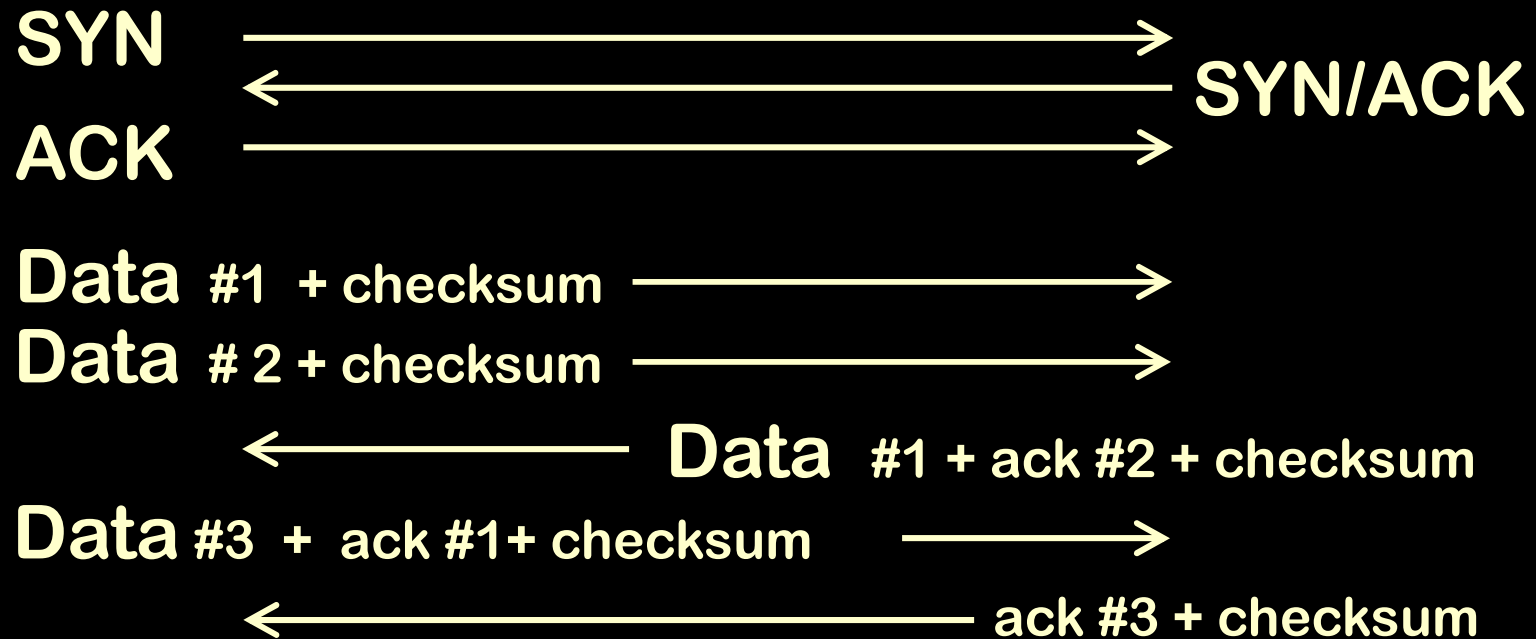 SYN
SYN/ACK
ACK
Data #1 + checksum
Data # 2 + checksum
Data #1 + ack #2 + checksum
Data #3 + ack #1+ checksum
ack #3 + checksum